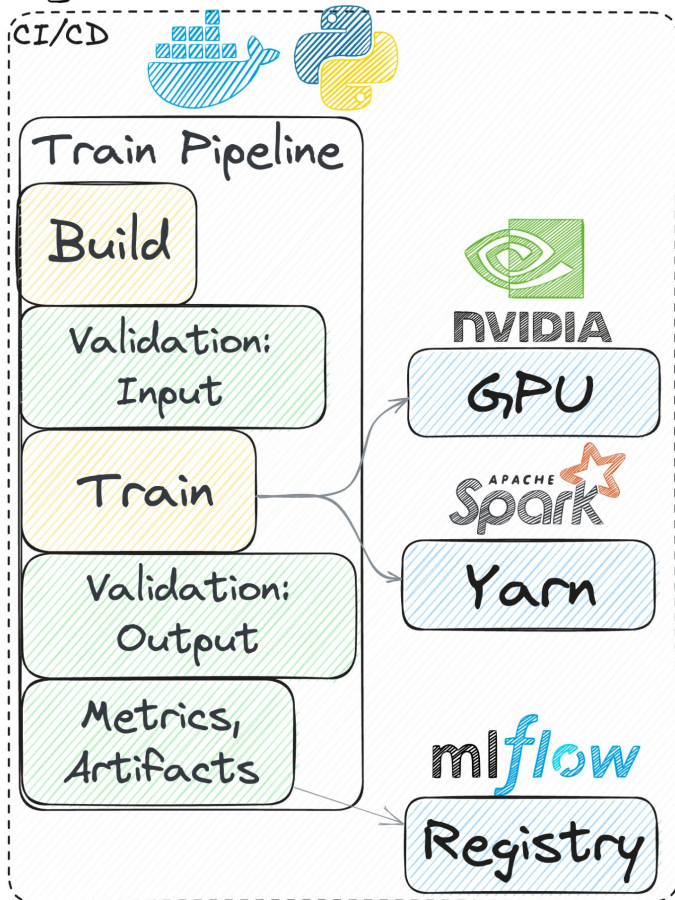 CI/CD
Train Pipeline
Build
Validation:
Input
Train
Validation:
Output
Metrics,
Artifacts
NVIDIA
GPU
APACHE
Spark
Yarn
mlflow
Registry